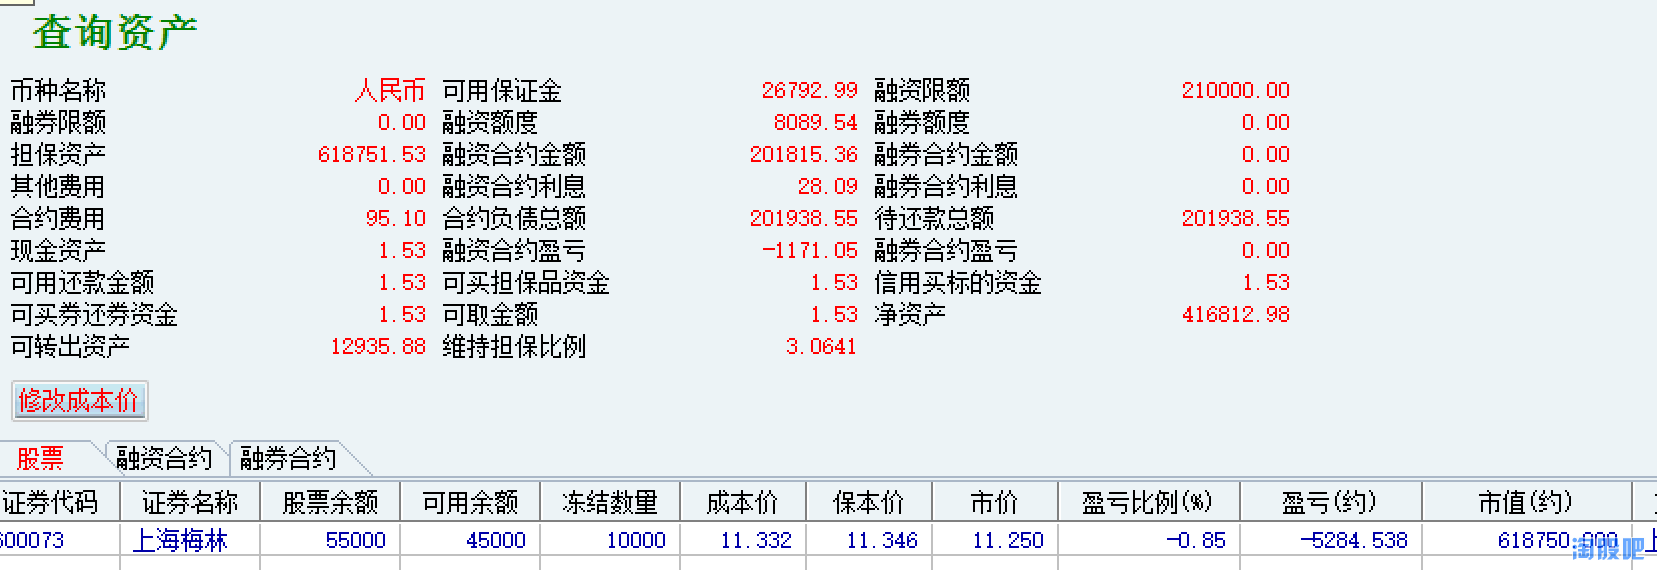 查询资产
币种名称 人民币 可用保证金 26792.99 融资限额 210000.00
融券限额 0.00 融资额度 8089.54 融券额度 0.00
担保资产 618751.53 融资合约金额 201815.36 融券合约金额 0.00
其他费用 0.00 融资合约利息 28.09 融券合约利息 0.00
合约费用 95.10 合约负债总额 201938.55 待还款总额 201938.55
现金资产 1.53 融资合约盈亏 -1171.05 融券合约盈亏 0.00
可用还款金额 1.53 可买担保品资金 1.53 信用买标的资金 1.53
可买券还券资金 1.53 可取金额 1.53 净资产 416812.98
可转出资产 12935.88 维持担保比例 3.0641
修改成本价
股票 融资合约 融券合约
证券代码 证券名称 股票余额 可用余额 冻结数量 成本价 保本价 市价 盈亏比例(%) 盈亏(约) 市值(约)
600073 上海梅林 55000 45000 10000 11.332 11.346 11.250 -0.85 -5284.538 618750.000
淘股吧